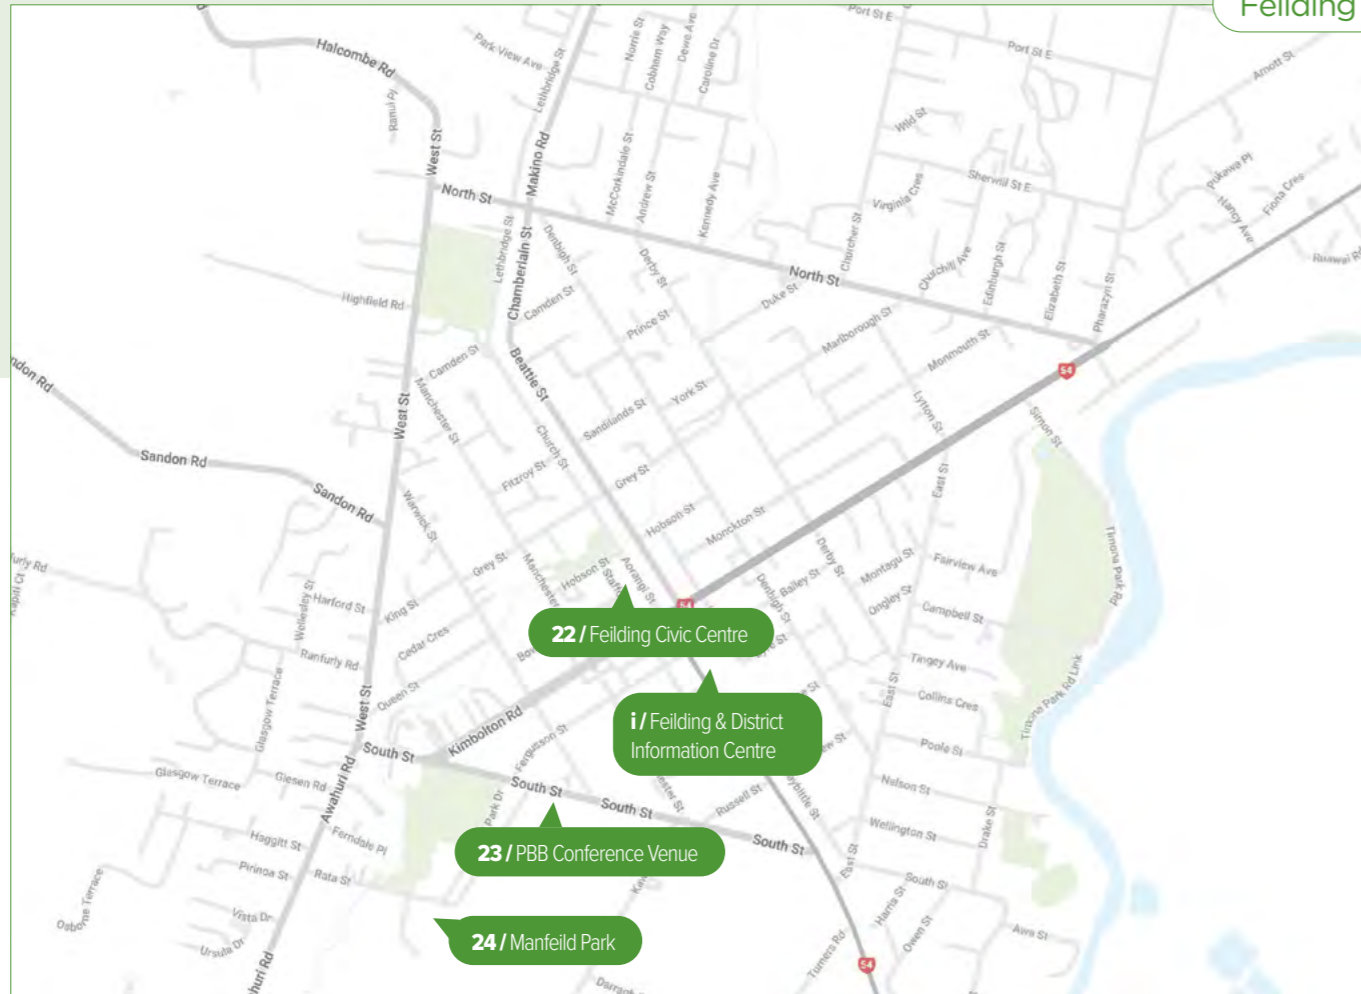 Feilding
Port St E
Port St E
Halcombe Rd
Park View Ave
Lethbridge St
Norrie St
Cobham Way
Dewe Ave
Caroline Dr
Arnott St
Ranui Pl
West St
Makino Rd
Wild St
North St
McCorkindale St
Andrew St
Kennedy Ave
Virginia Cres
Sherwill St E
Pukewa Pl
Nancy Ave
Fiona Cres
Lethbridge St
Chamberlain St
Denbigh St
Derby St
Churcher St
North St
Churchill Ave
Edinburgh St
Elizabeth St
Pharazyn St
Highfield Rd
Camden St
Prince St
Duke St
Marlborough St
Monmouth St
Camden St
Beattie St
54
Manchester St
York St
Sandilands St
Lytton St
Simon St
West St
Church St
Sandon Rd
Sandon Rd
Fitzroy St
Grey St
East St
Warwick St
Hobson St
Monckton St
Timona Park Rd
Grey St
Manchester
Hobson St
Aorangi St
Derby St
Montagu St
Fairview Ave
Denbigh St
Bailey St
Ongley St
Campbell St
54
Wellesley St
Harford St
King St
22 / Feilding Civic Centre
Cedar Cres
Ranfurly Rd
Tingey Ave
Glasgow Terrace
Queen St
East St
Collins Cres
Timona Park Rd Link
i / Feilding & District
Information Centre
West St
Kimbolton Rd
South St
Fergusson St
Poole St
Glasgow Terrace
Giesen Rd
Awahuri Rd
South St
South St
Russell St
Nelson St
Park Dr
Haggitt St
Ferndale Pl
Wellington St
Drake St
23 / PBB Conference Venue
South St
Pirinoa St
Rata St
East St
South St
Osborne Terrace
Vista Dr
Ursula Dr
24 / Manfeild Park
Harris St
Owen St
Awa St
Turners Rd
54